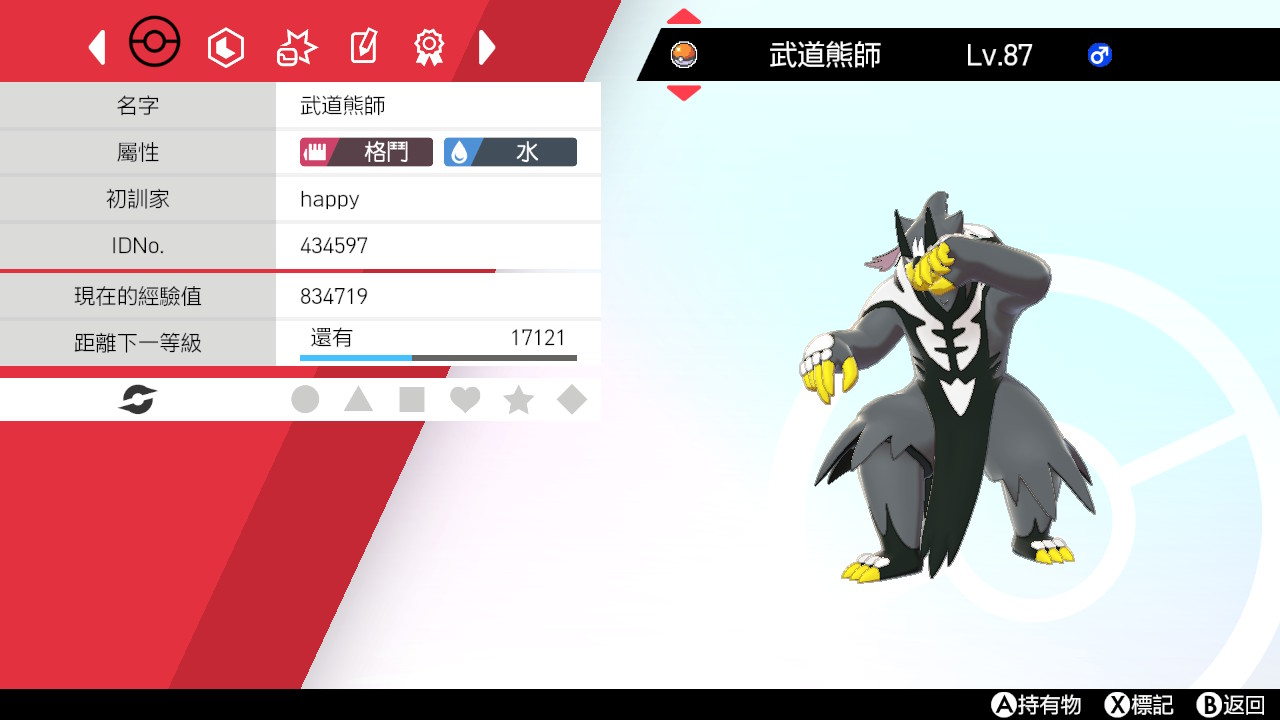 武道熊師 Lv.87
名字 武道熊師
屬性 格鬥 水
初訓家 happy
IDNo. 434597
現在的經驗值 834719
距離下一等級 還有 17121
A持有物 X標記 B返回